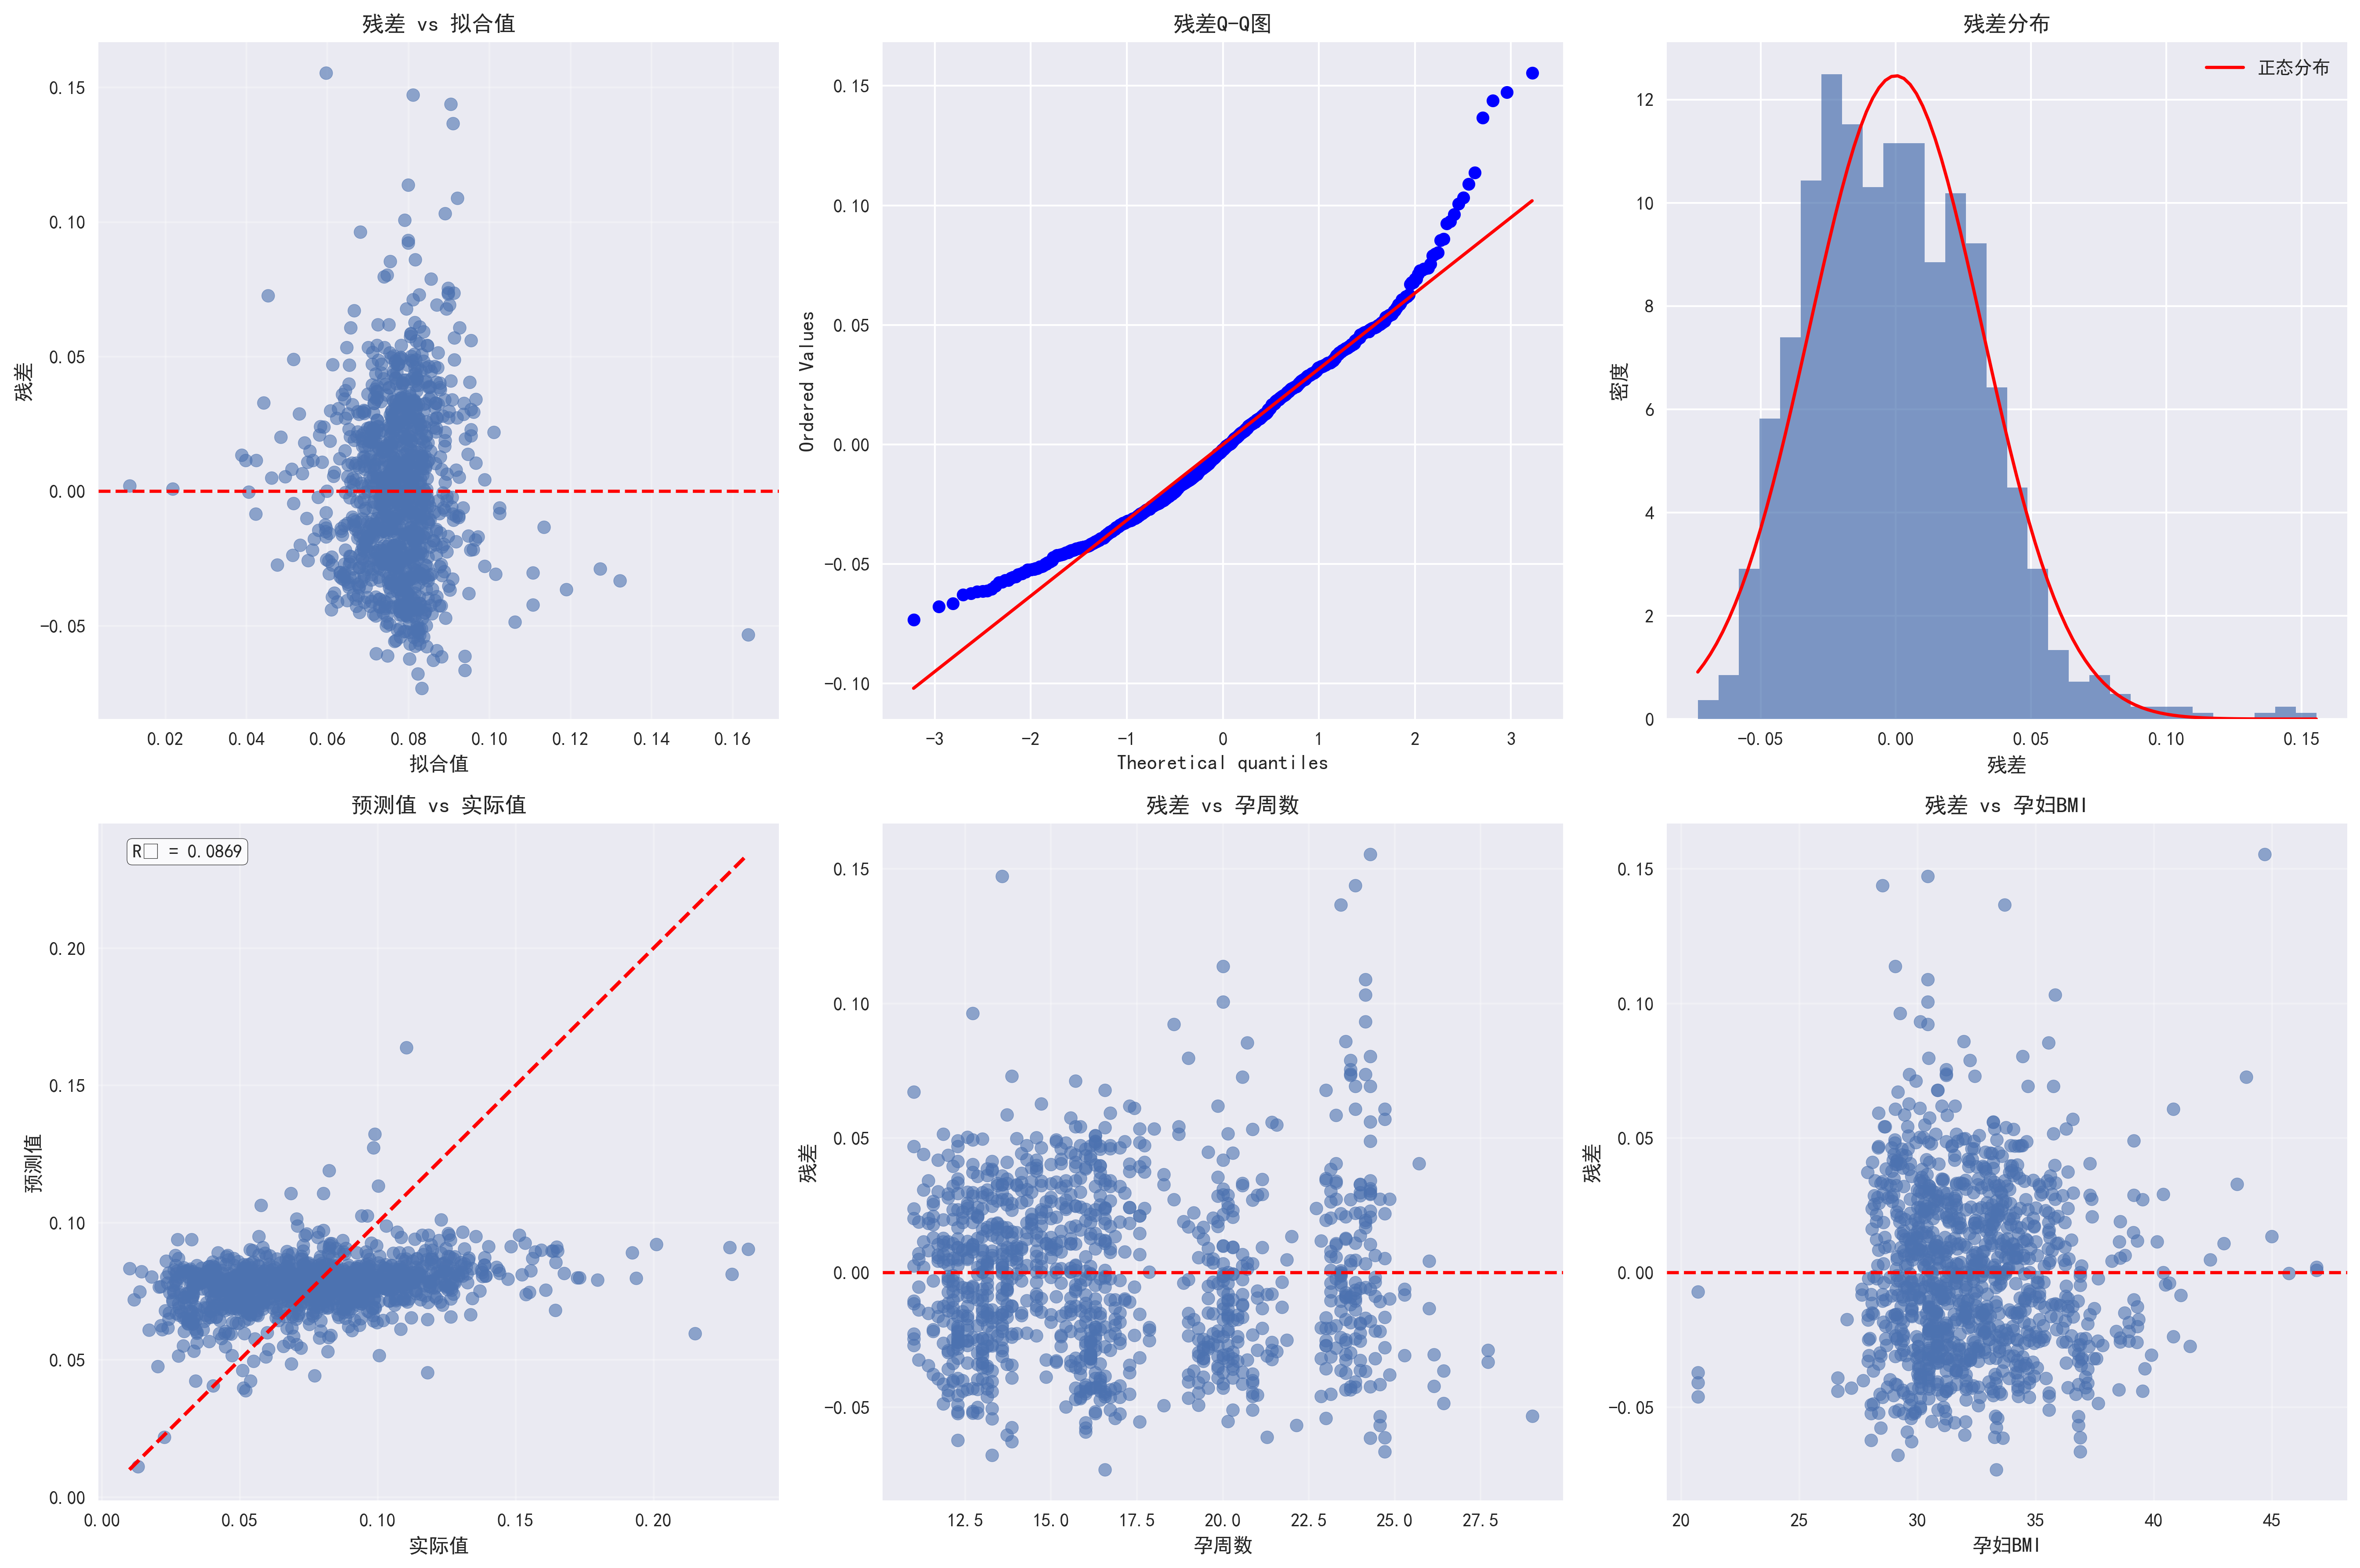 残差 vs 拟合值
0.15
0.10
0.05
0.00
-0.05
残差
0.02 0.04 0.06 0.08 0.10 0.12 0.14 0.16
拟合值
残差Q-Q图
0.15
0.10
0.05
0.00
-0.05
-0.10
Ordered Values
-3 -2 -1 0 1 2 3
Theoretical quantiles
残差分布
正态分布
12
10
8
6
4
2
0
密度
-0.05 0.00 0.05 0.10 0.15
残差
预测值 vs 实际值
R□ = 0.0869
0.20
0.15
0.10
0.05
0.00
预测值
0.00 0.05 0.10 0.15 0.20
实际值
残差 vs 孕周数
0.15
0.10
0.05
0.00
-0.05
残差
12.5 15.0 17.5 20.0 22.5 25.0 27.5
孕周数
残差 vs 孕妇BMI
0.15
0.10
0.05
0.00
-0.05
残差
20 25 30 35 40 45
孕妇BMI